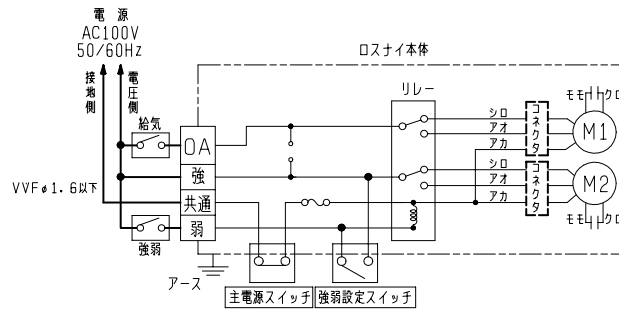 電 源
AC100V
50/60Hz
接地側
電圧側
ロスナイ本体
給気
リレー
OA
強
共通
弱
強弱
VVFφ1.6以下
アース
主電源スイッチ
強弱設定スイッチ
シロ
アオ
アカ
コネクタ
モモ
クロ
M1
シロ
アオ
アカ
コネクタ
M2
モモ
クロ